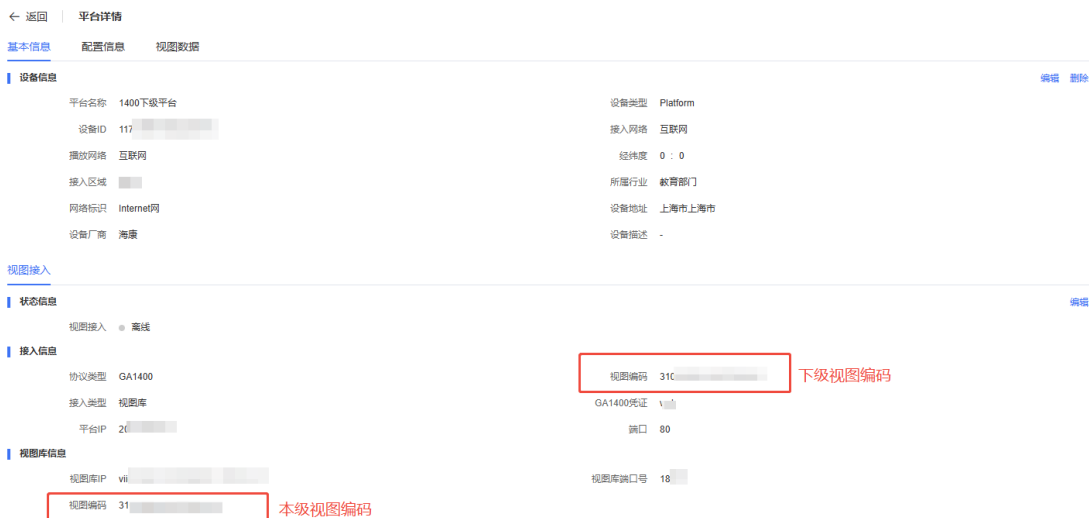 ← 返回 平台详情
基本信息 配置信息 视图数据
设备信息 编辑 删除
平台名称 1400下级平台 设备类型 Platform
设备ID 117 接入网络 互联网
播放网络 互联网 经纬度 0 : 0
接入区域 所属行业 教育部门
网络标识 Internet网 设备地址 上海市上海市
设备厂商 海康 设备描述 -
视图接入
状态信息 编辑
视图接入 离线
接入信息
协议类型 GA1400 视图编码 310 下级视图编码
接入类型 视图库 GA1400凭证
平台IP 20 端口 80
视图库信息
视图库IP vii 视图库端口号 18
视图编码 31 本级视图编码